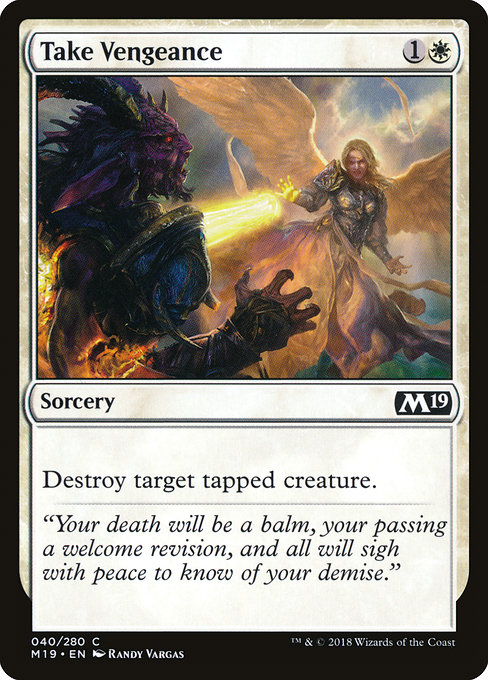 Take Vengeance 1
Sorcery M19
Destroy target tapped creature.
“Your death will be a balm, your passing
a welcome revision, and all will sigh
with peace to know of your demise.”
040/280 C
M19 • EN Randy Vargas
™ & © 2018 Wizards of the Coast